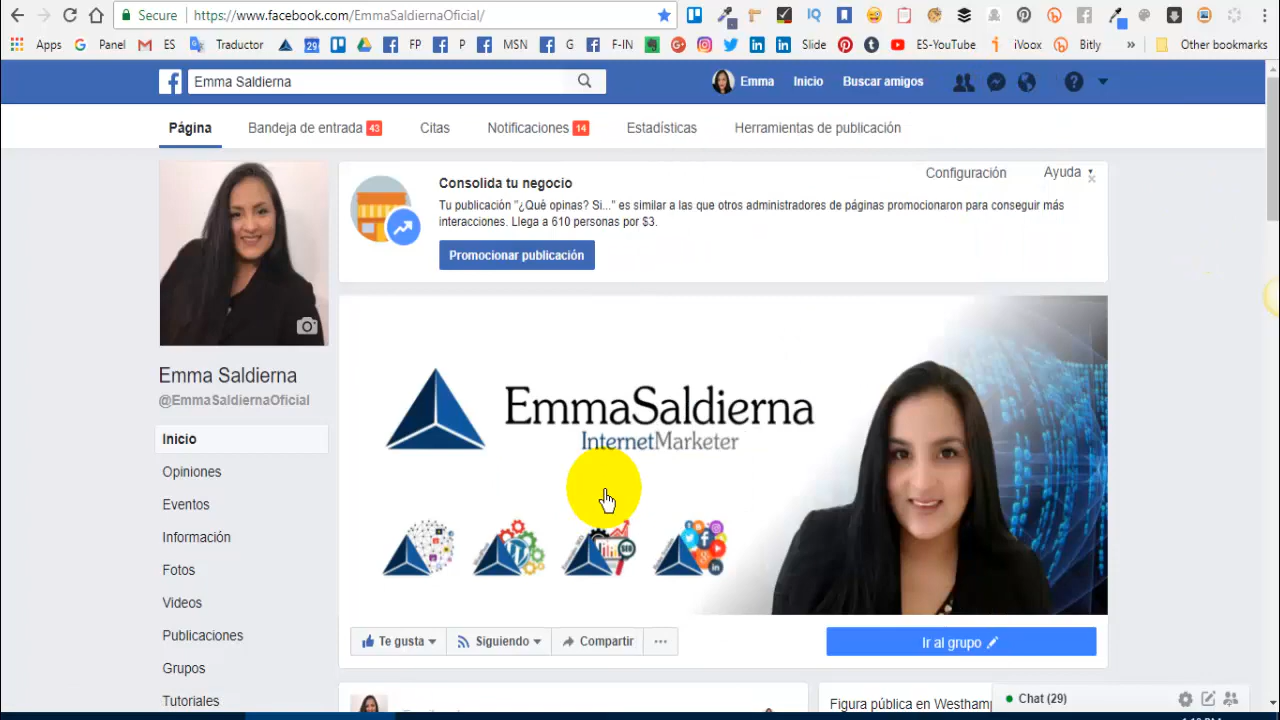 Secure https://www.facebook.com/EmmaSaldiernaOficial/
Apps Panel ES Traductor 29 FP P MSN G F-IN Slide ES-YouTube iVoox Bitly » Other bookmarks
Emma Saldierna
Emma Inicio Buscar amigos
Página Bandeja de entrada 43 Citas Notificaciones 14 Estadísticas Herramientas de publicación
Configuración Ayuda
Consolida tu negocio
Tu publicación "¿Qué opinas? Si..." es similar a las que otros administradores de páginas promocionaron para conseguir más
interacciones. Llega a 610 personas por $3.
Promocionar publicación
EmmaSaldierna
InternetMarketer
SEO
Emma Saldierna
@EmmaSaldiernaOficial
Inicio
Opiniones
Eventos
Información
Fotos
Videos
Publicaciones
Grupos
Tutoriales
Te gusta Siguiendo Compartir ...
Ir al grupo
Figura pública en Westhamp
Chat (29)